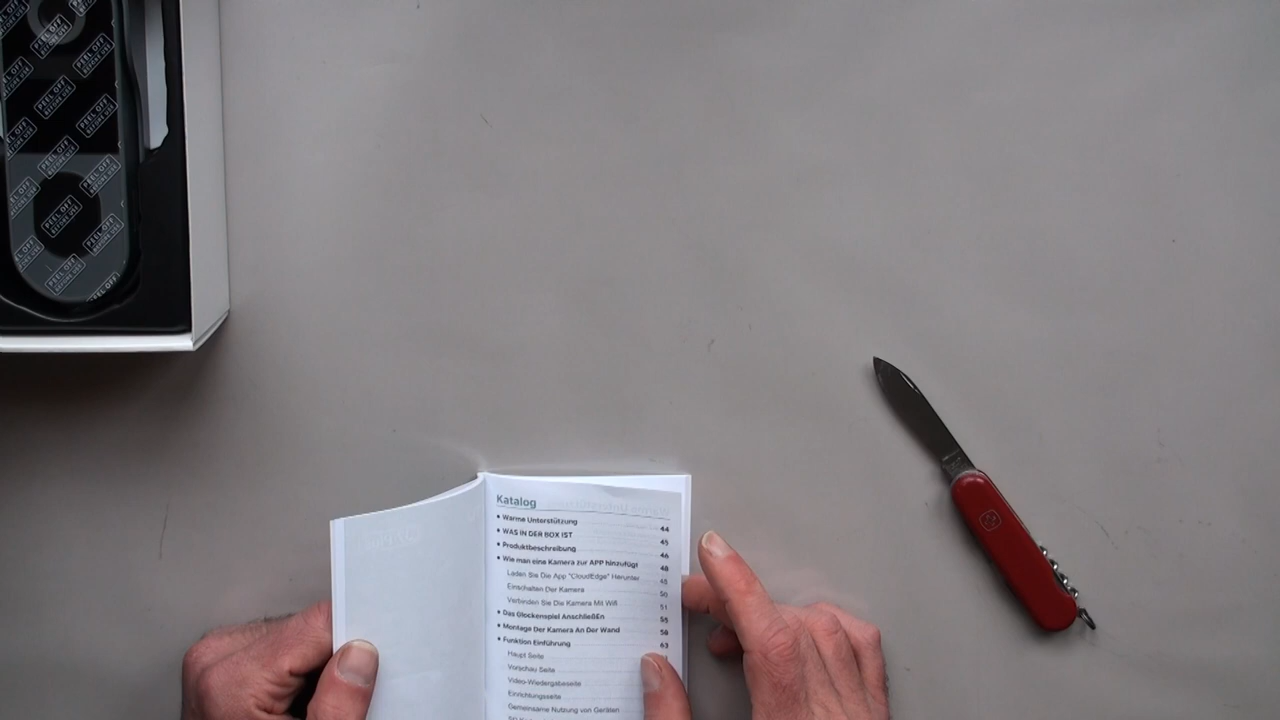 PEEL OFF
BEFORE USE
Katalog
• Warme Unterstützung 44
• WAS IN DER BOX IST 45
• Produktbeschreibung 46
• Wie man eine Kamera zur APP hinzufügt 48
Laden Sie Die App "CloudEdge" Herunter 48
Einschalten Der Kamera 50
Verbinden Sie Die Kamera Mit Wifi 51
• Das Glockenspiel Anschließen 55
• Montage Der Kamera An Der Wand 58
• Funktion Einführung 63
Haupt Seite
Vorschau Seite
Video-Wiedergabeseite
Einrichtungsseite
Gemeinsame Nutzung von Geräten